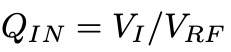 Q_{IN} = V_I / V_{RF}